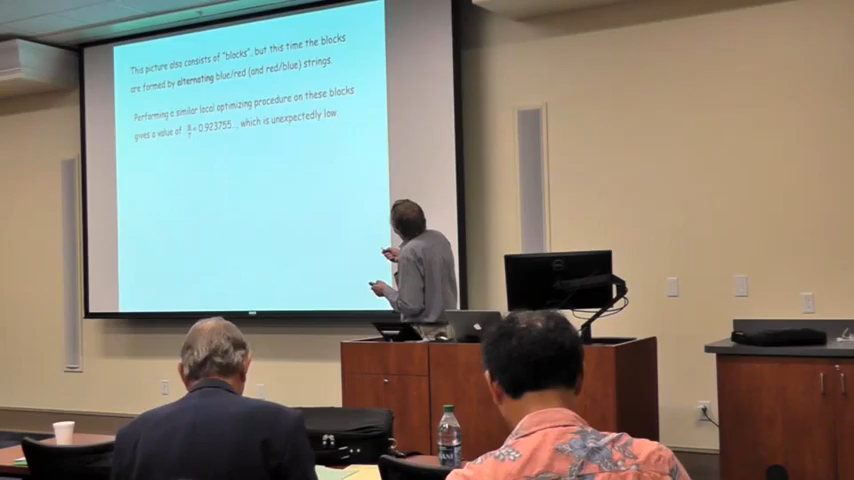 This picture also consists of "blocks", but this time the blocks
are formed by alternating blue/red (and red/blue) strings
Performing a similar local optimizing procedure on these blocks
gives a value of = 0.923755..., which is unexpectedly low